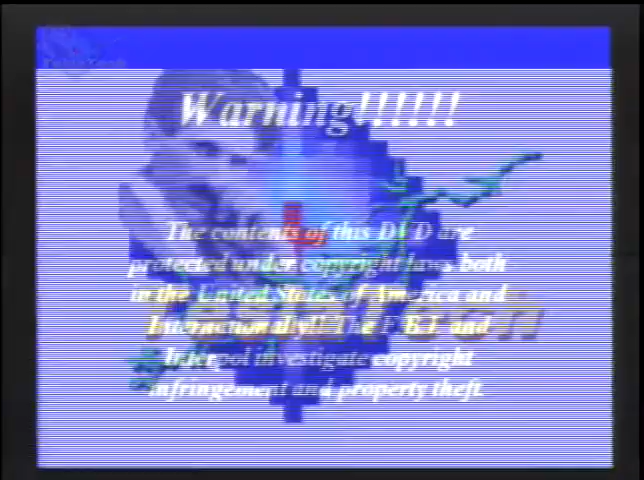 Warning!!!!!!
The contents of this DVD are
protected under copyright laws both
in the United States of America and
Internationally!! The F.B.I. and
Interpol investigate copyright
infringement and property theft.